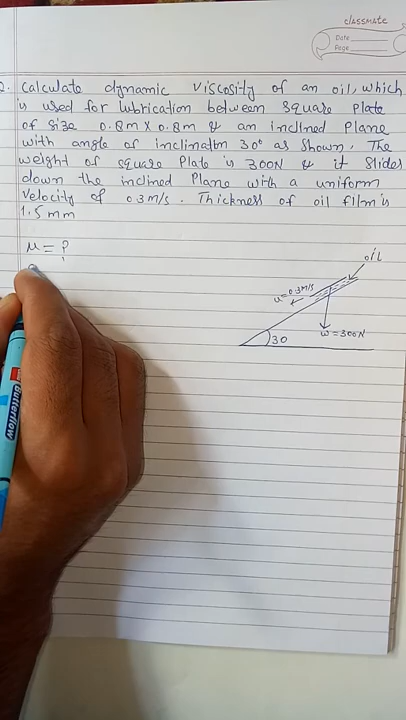 classmate
Date
Page
2. Calculate dynamic viscosity of an oil, which
is used for lubrication between square Plate
of size 0.8m X 0.8m & an inclined Plane
with angle of inclination 30° as shown. The
weight of square Plate is 300N & it slides
down the inclined Plane with a uniform
velocity of 0.3m/s. Thickness of oil film is
1.5 mm
μ = ?
oil
u=0.3m/s
w=300N
30
Butterflow